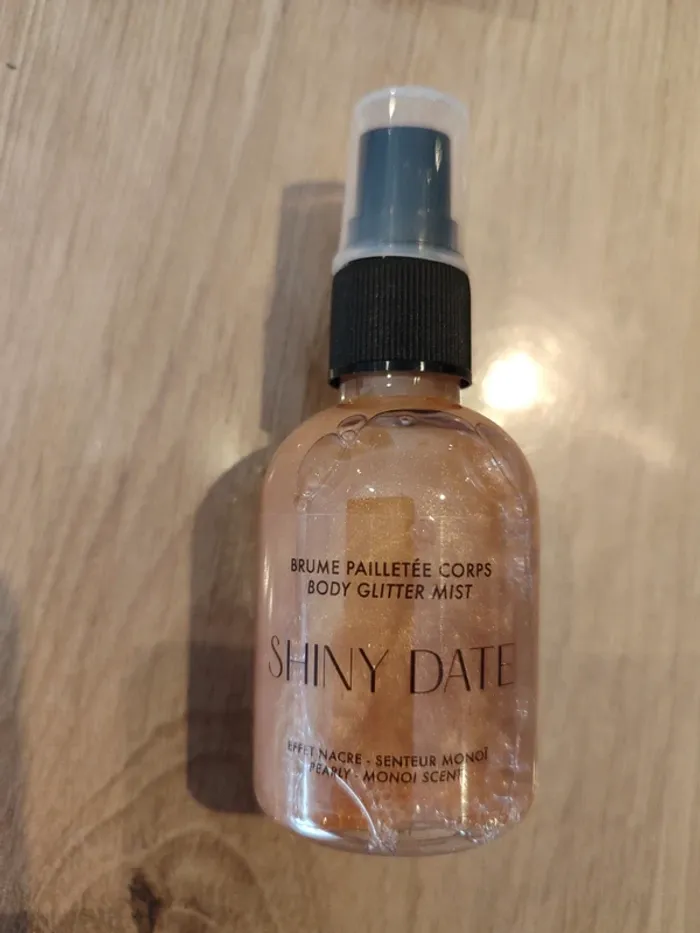 BRUME PAILLETÉE CORPS
BODY GLITTER MIST
SHINY DATE
EFFET NACRE - SENTEUR MONOÏ
PEARLY - MONOI SCENT